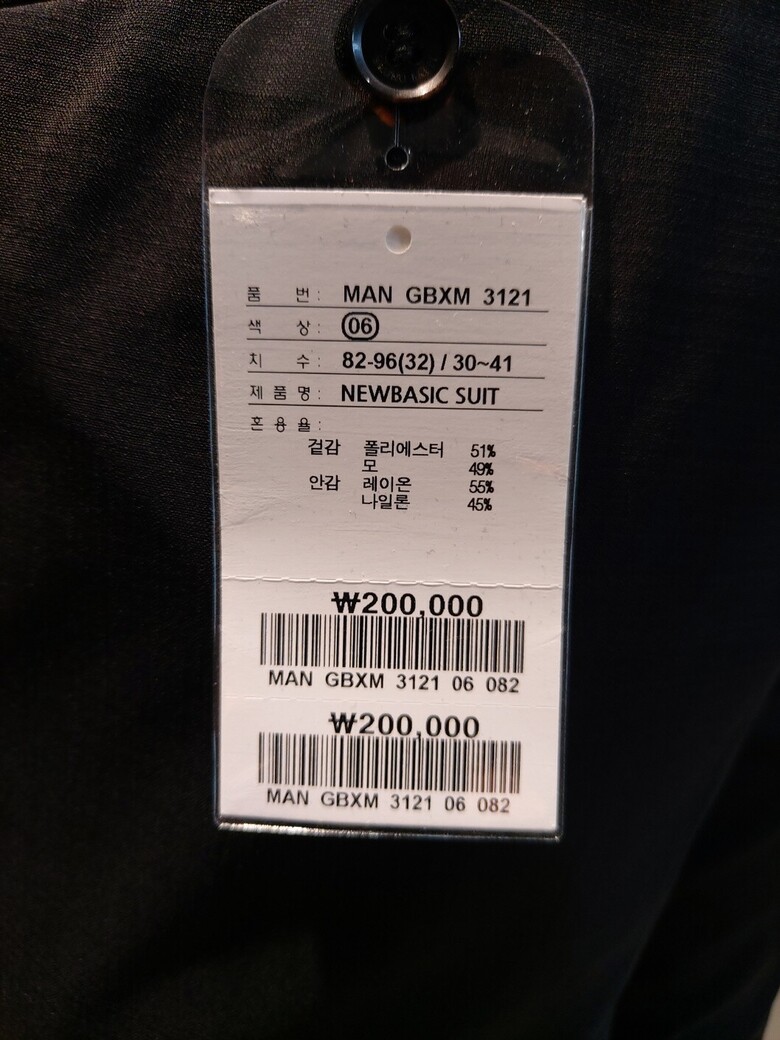 품 번 : MAN GBXM 3121
색 상 : 06
치 수 : 82-96(32) / 30~41
제 품 명 : NEWBASIC SUIT
혼 용 율 :
겉감 폴리에스터 51%
모 49%
안감 레이온 55%
나일론 45%
₩200,000
MAN GBXM 3121 06 082
₩200,000
MAN GBXM 3121 06 082